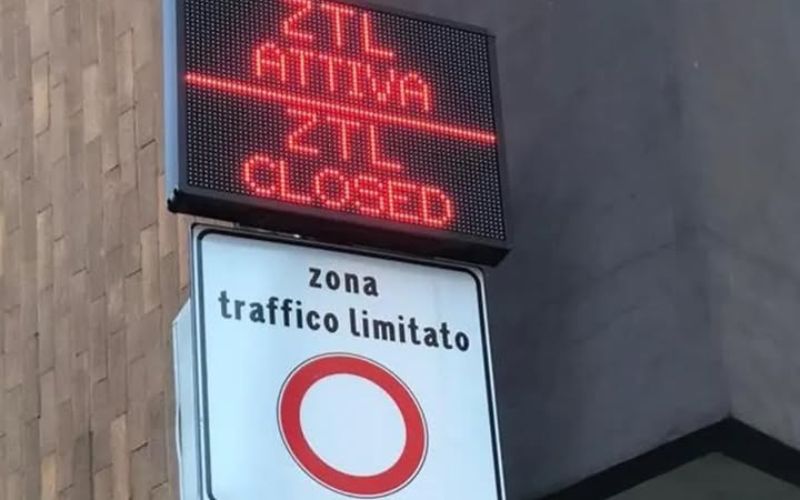 ZTL
ATTIVA
ZTL
CLOSED
zona
traffico limitato